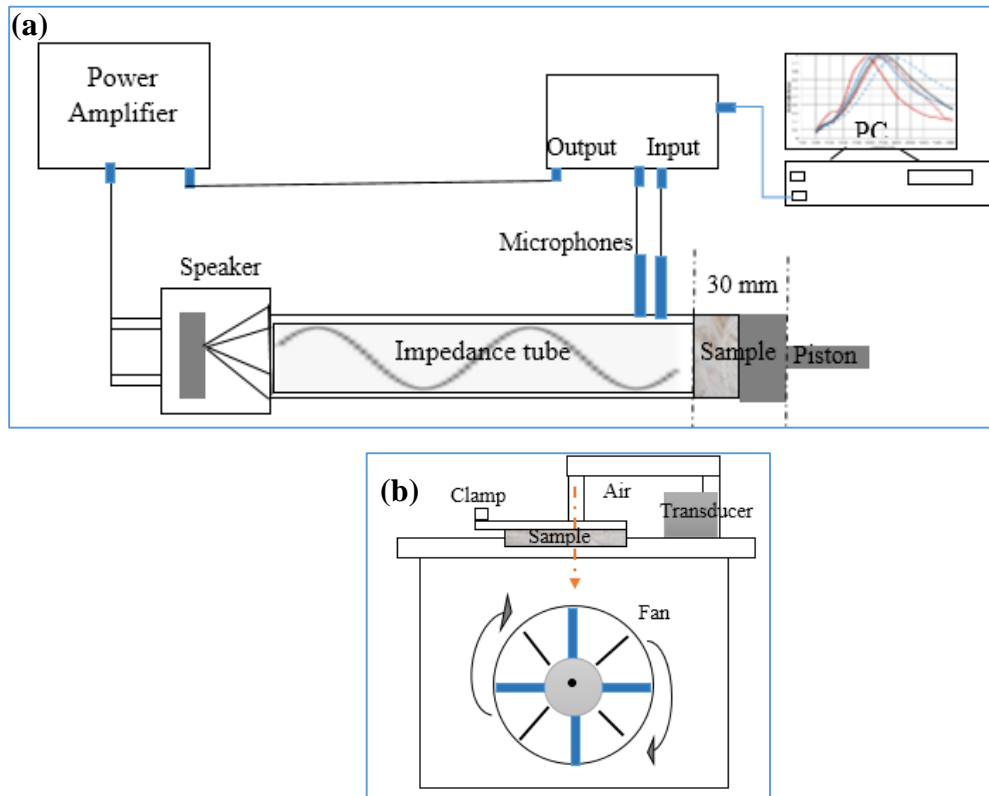 (a)
Power
Amplifier
Output
Input
PC
Microphones
Speaker
30 mm
Impedance tube
Sample
Piston
(b)
Clamp
Air
Transducer
Sample
Fan